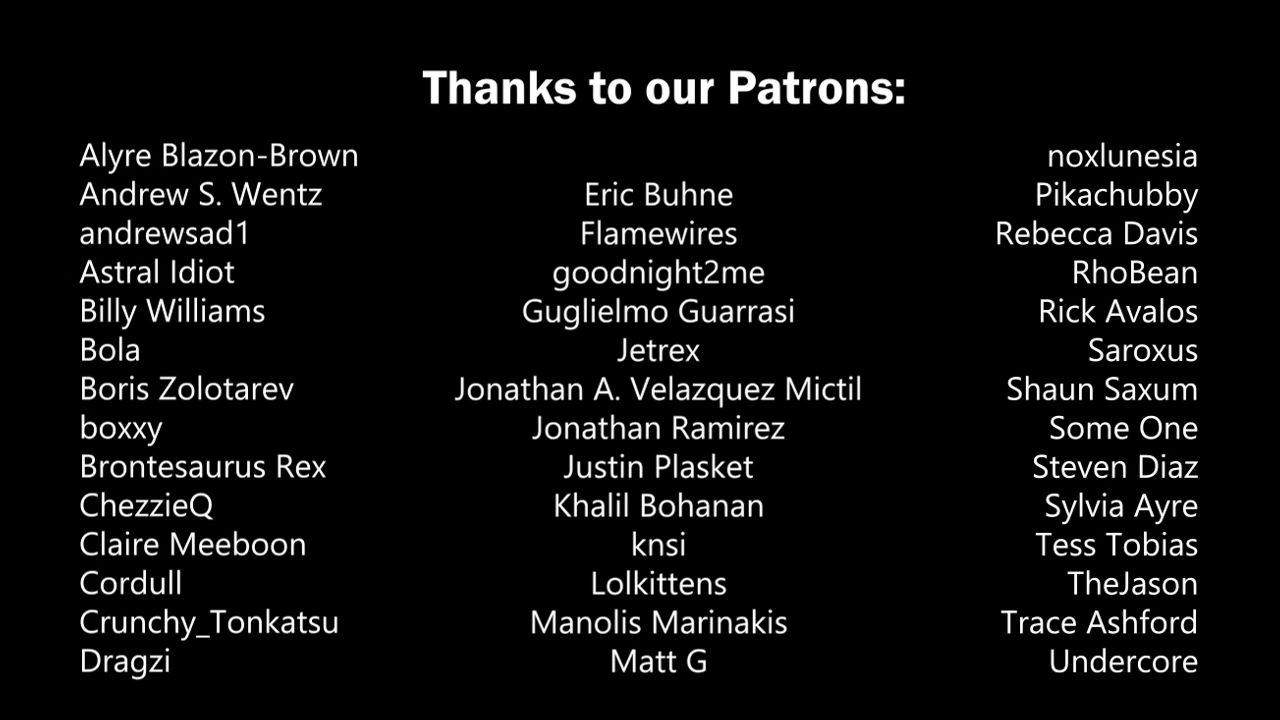 Thanks to our Patrons:
Alyre Blazon-Brown
Andrew S. Wentz
andrewsad1
Astral Idiot
Billy Williams
Bola
Boris Zolotarev
boxxy
Brontesaurus Rex
ChezzieQ
Claire Meeboon
Cordull
Crunchy_Tonkatsu
Dragzi
Eric Buhne
Flamewires
goodnight2me
Guglielmo Guarrasi
Jetrex
Jonathan A. Velazquez Mictil
Jonathan Ramirez
Justin Plasket
Khalil Bohanan
knsi
Lolkittens
Manolis Marinakis
Matt G
noxlunesia
Pikachubby
Rebecca Davis
RhoBean
Rick Avalos
Saroxus
Shaun Saxum
Some One
Steven Diaz
Sylvia Ayre
Tess Tobias
TheJason
Trace Ashford
Undercore